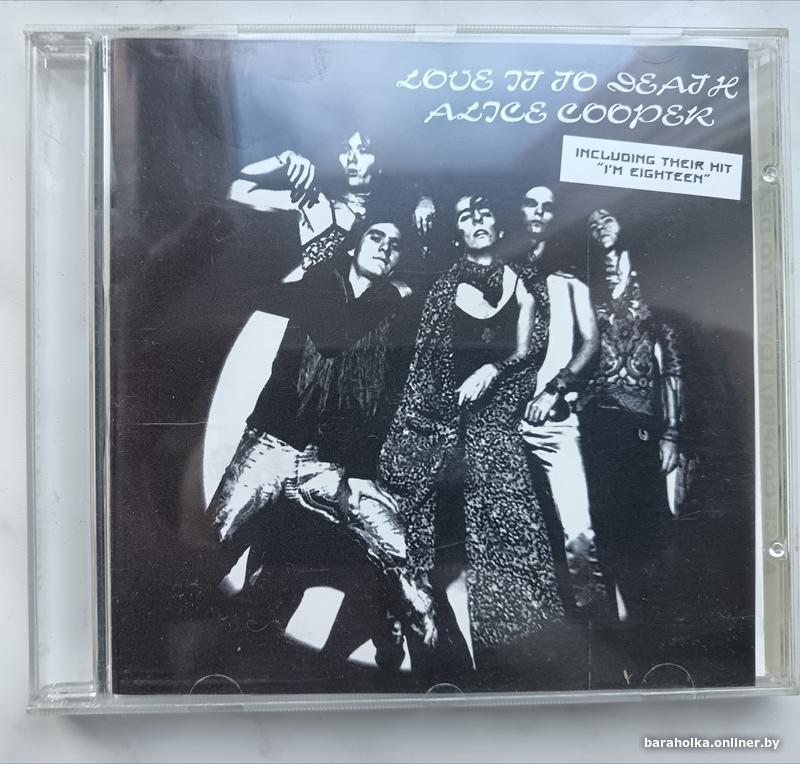 LOVE IT TO DEATH
ALICE COOPER
INCLUDING THEIR HIT
"I'M EIGHTEEN"
baraholka.onliner.by